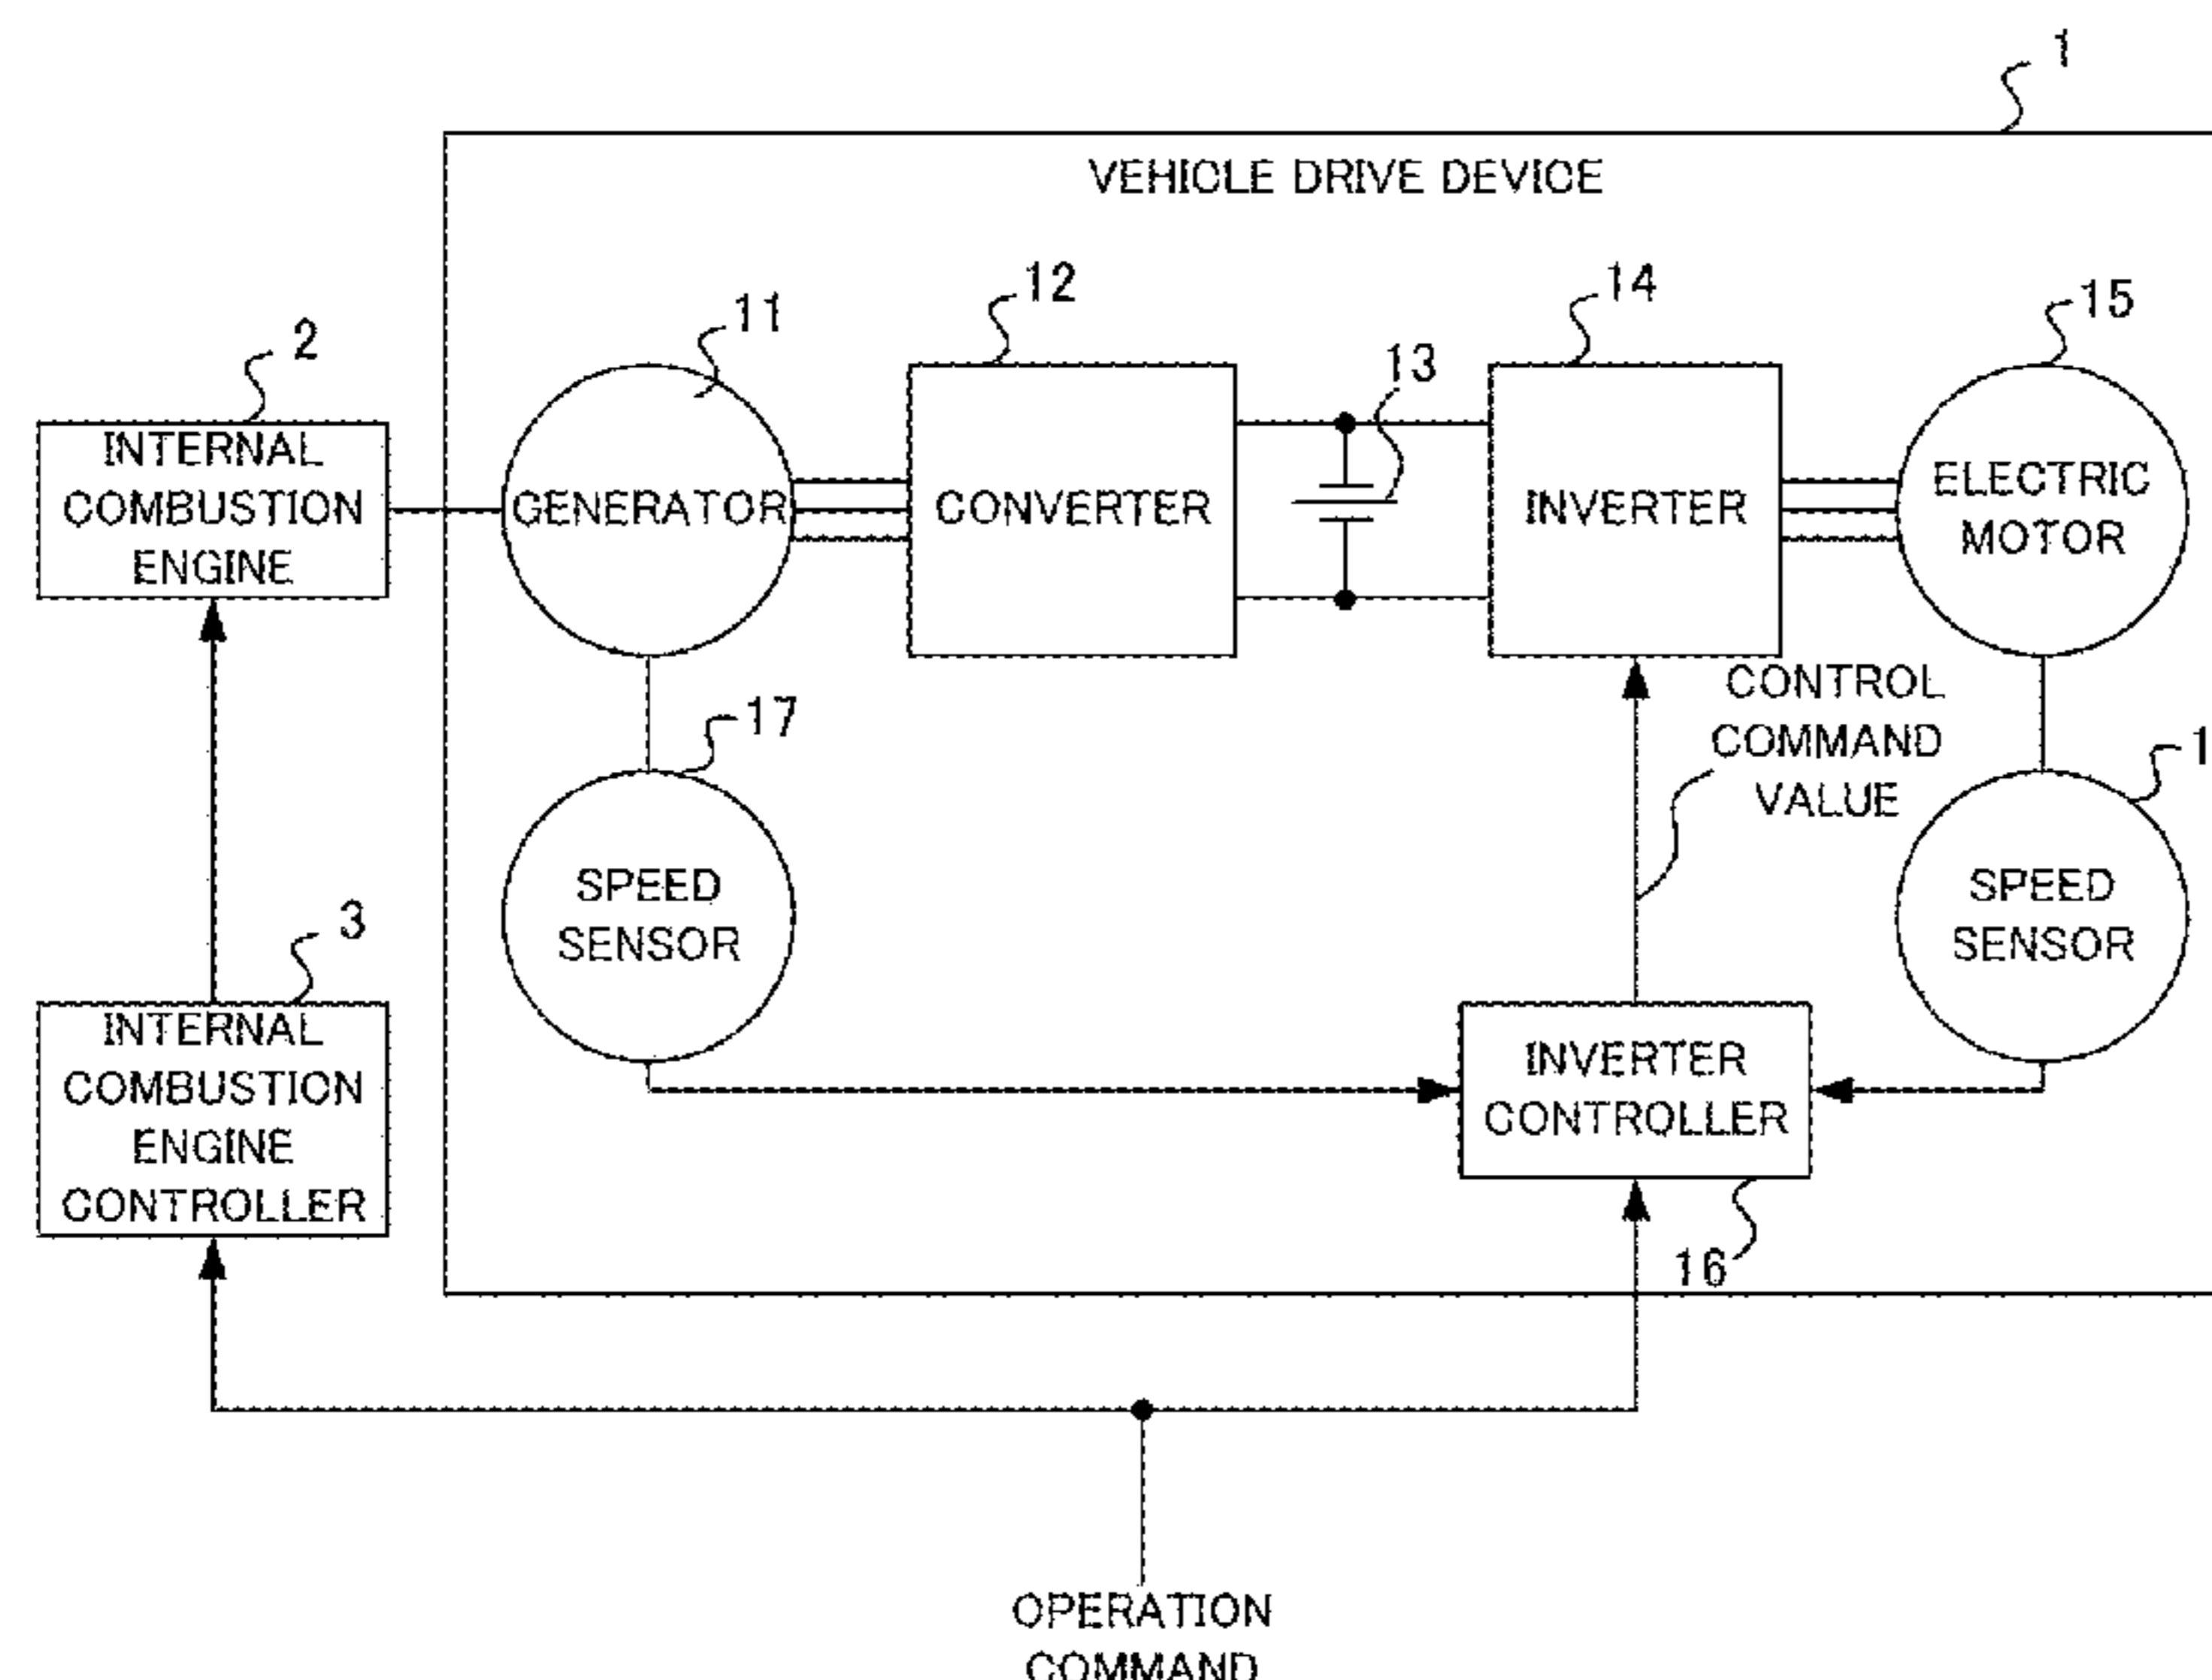 1
VEHICLE DRIVE DEVICE
2
11
12
13
14
15
INTERNAL
COMBUSTION
ENGINE
GENERATOR
CONVERTER
INVERTER
ELECTRIC
MOTOR
CONTROL
COMMAND
VALUE
17
1
SPEED
SENSOR
SPEED
SENSOR
3
INTERNAL
COMBUSTION
ENGINE
CONTROLLER
INVERTER
CONTROLLER
16
OPERATION
COMMAND